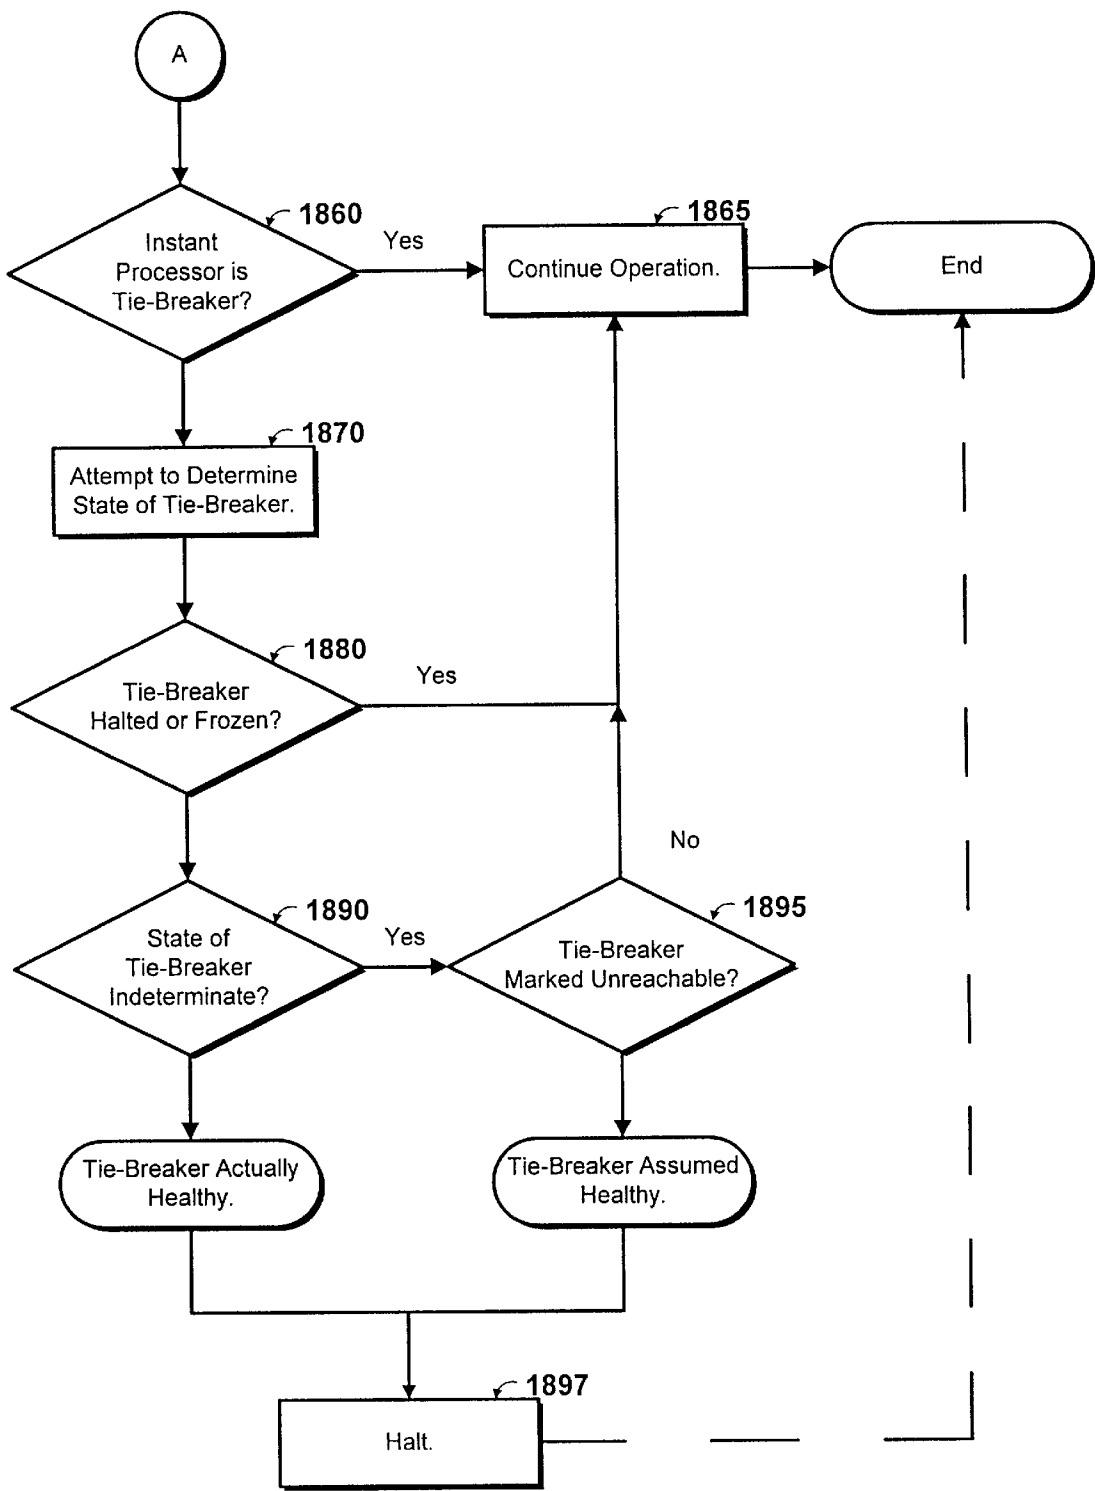 A
1860
Instant
Processor is
Tie-Breaker?
Yes
1865
Continue Operation.
End
1870
Attempt to Determine
State of Tie-Breaker.
1880
Tie-Breaker
Halted or Frozen?
Yes
No
1890
State of
Tie-Breaker
Indeterminate?
Yes
1895
Tie-Breaker
Marked Unreachable?
Tie-Breaker Actually
Healthy.
Tie-Breaker Assumed
Healthy.
1897
Halt.